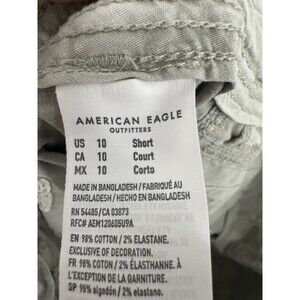 AMERICAN EAGLE
OUTFITTERS
US 10 Short
CA 10 Court
MX 10 Corto
MADE IN BANGLADESH / FABRIQUÉ AU
BANGLADESH / HECHO EN BANGLADESH
RN 54485/CA 03873
RFC# AEM120605U9A
EN 98% COTTON / 2% ELASTANE.
EXCLUSIVE OF DECORATION.
FR 98% COTON / 2% ÉLASTHANNE. À
L'EXCEPTION DE LA GARNITURE.
SP 98% algodón / 2% elastano.